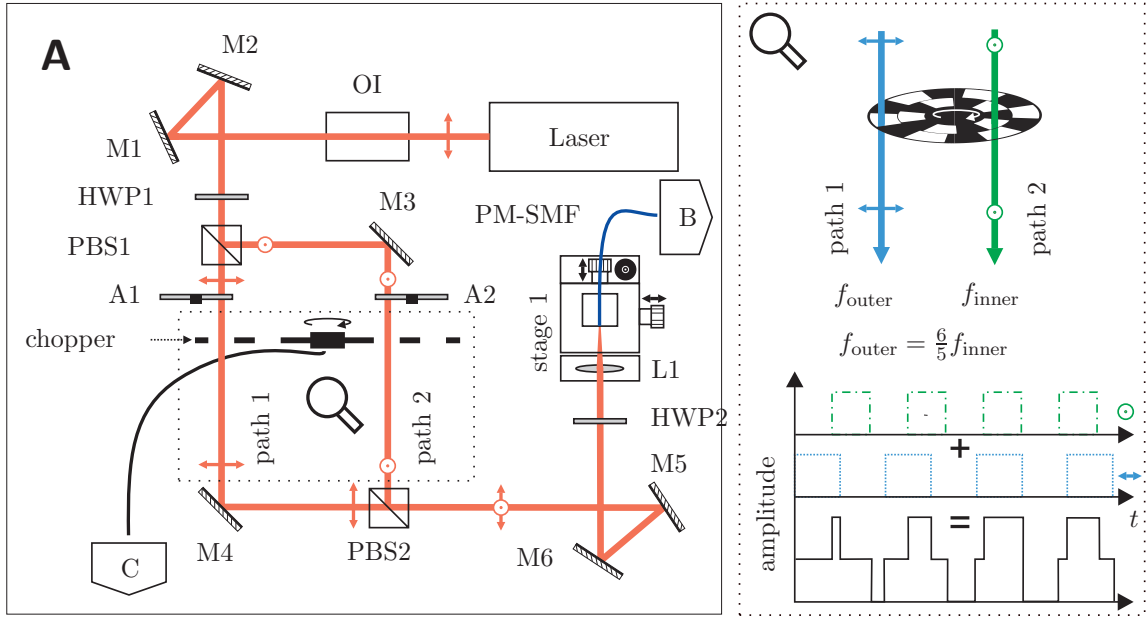 A
M2
OI
Laser
M1
HWP1
M3
PM-SMF
B
PBS1
A1
A2
chopper
stage 1
L1
path 1
path 2
HWP2
M5
M4
PBS2
M6
C
path 1
path 2
f_outer
f_inner
f_outer = 6/5 f_inner
+
=
amplitude
t